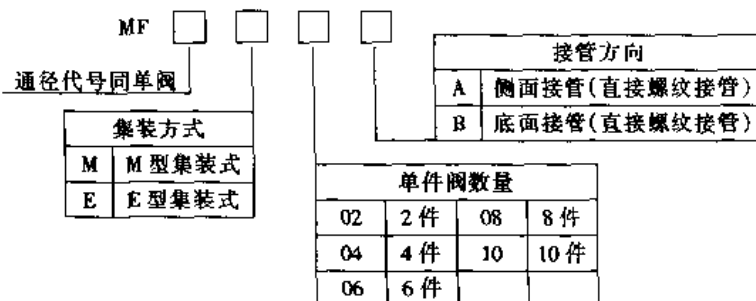 MF
通径代号同单阀
接管方向
A 侧面接管(直接螺纹接管)
B 底面接管(直接螺纹接管)
集装方式
M M型集装式
E E型集装式
单件阀数量
02 2件 08 8件
04 4件 10 10件
06 6件